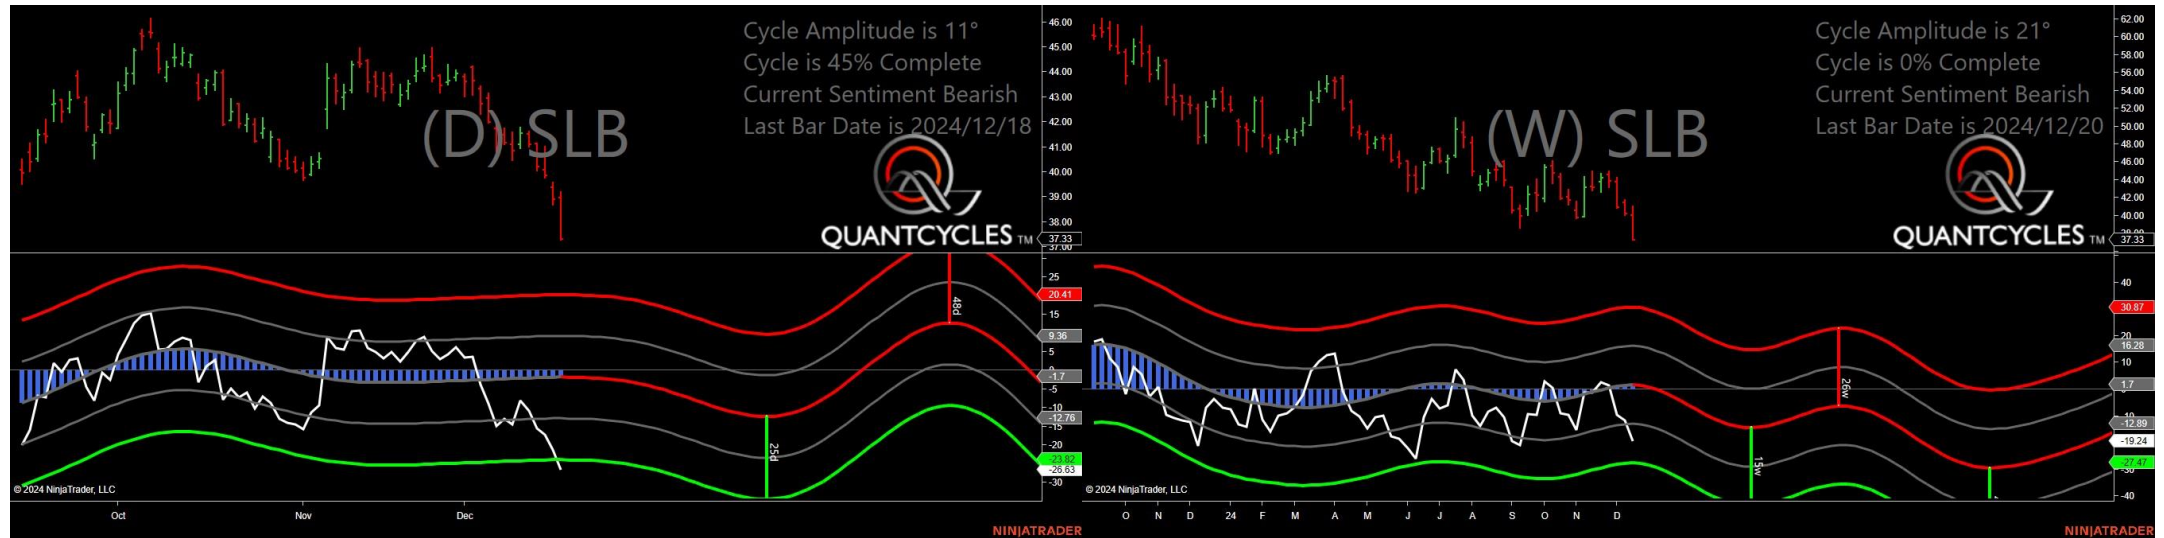 Cycle Amplitude is 11°
Cycle is 45% Complete
Current Sentiment Bearish
Last Bar Date is 2024/12/18
(D) SLB
QUANTCYCLES TM
46.00
45.00
44.00
43.00
42.00
41.00
40.00
39.00
38.00
37.33
37.00
25
20.41
15
9.36
5
0
-1.7
-5
-10
-12.76
-15
-20
-23.82
-26.63
-30
48d
25d
© 2024 NinjaTrader, LLC
Oct
Nov
Dec
NINJATRADER
Cycle Amplitude is 21°
Cycle is 0% Complete
Current Sentiment Bearish
Last Bar Date is 2024/12/20
(W) SLB
QUANTCYCLES TM
62.00
60.00
58.00
56.00
54.00
52.00
50.00
48.00
46.00
44.00
42.00
40.00
38.00
37.33
40
30.87
20
16.28
10
1.7
-10
-12.89
-19.24
-27.47
-30
-40
26w
15w
© 2024 NinjaTrader, LLC
O N D 24 F M A M J J A S O N D
NINJATRADER